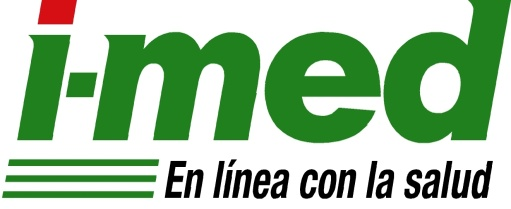 i-med
En línea con la salud